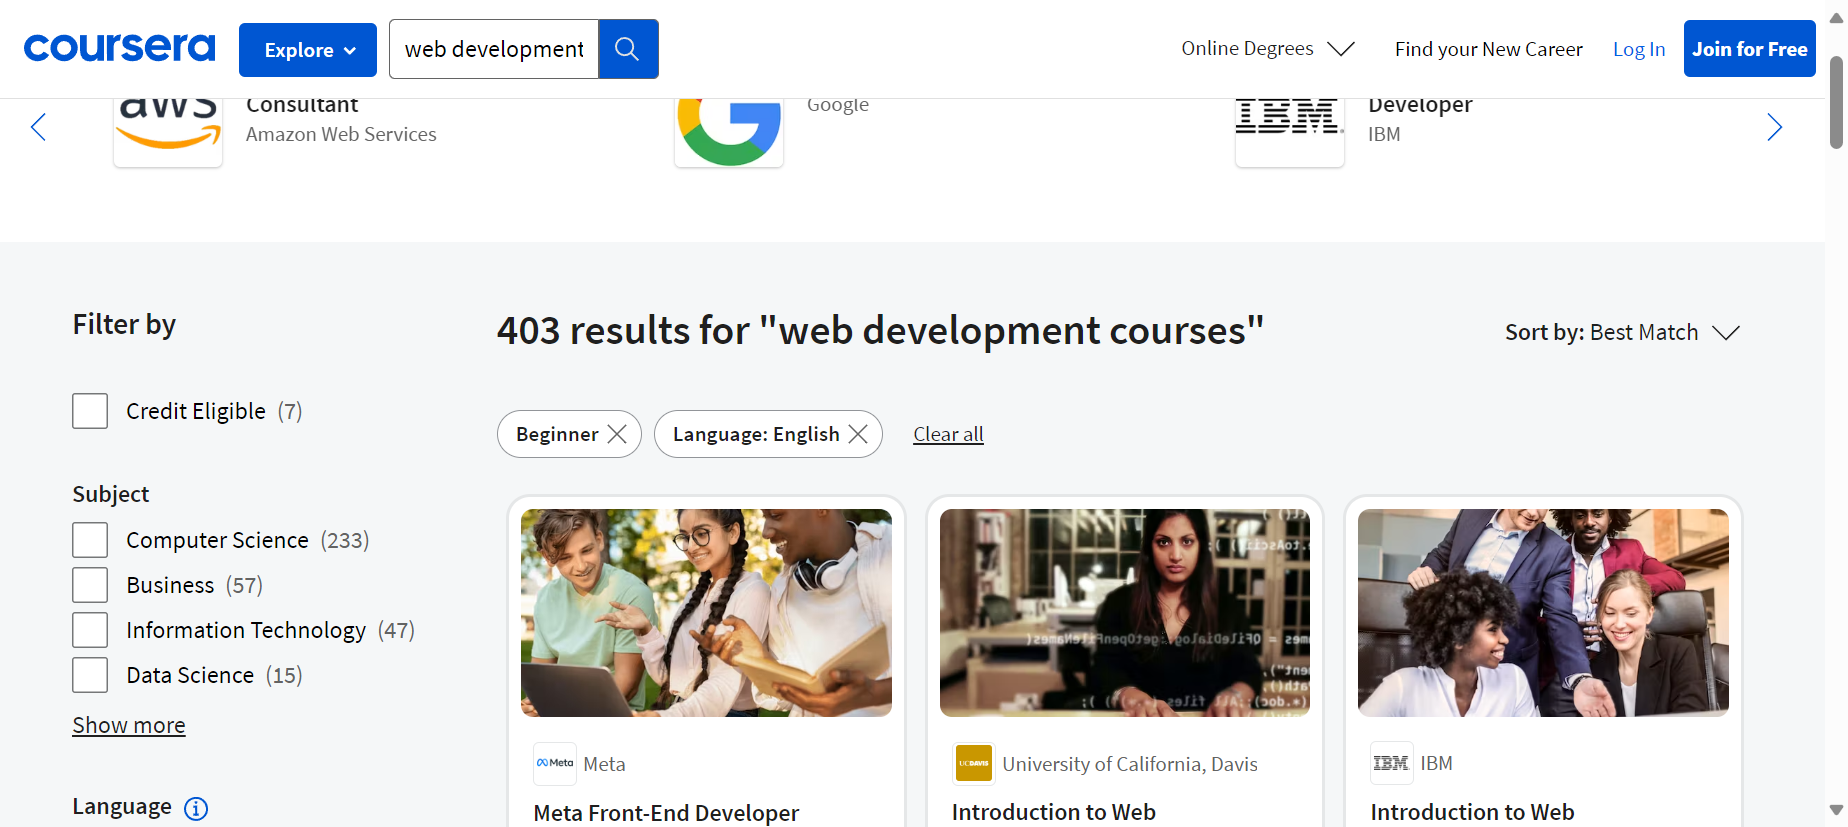 coursera
Explore
web development
Online Degrees
Find your New Career
Log In
Join for Free
aws
Consultant
Amazon Web Services
Google
IBM
Developer
IBM
Filter by
403 results for "web development courses"
Sort by: Best Match
Credit Eligible (7)
Beginner
Language: English
Clear all
Subject
Computer Science (233)
Business (57)
Information Technology (47)
Data Science (15)
Show more
Language
Meta
Meta
Meta Front-End Developer
UCDAVIS
University of California, Davis
Introduction to Web
IBM
IBM
Introduction to Web